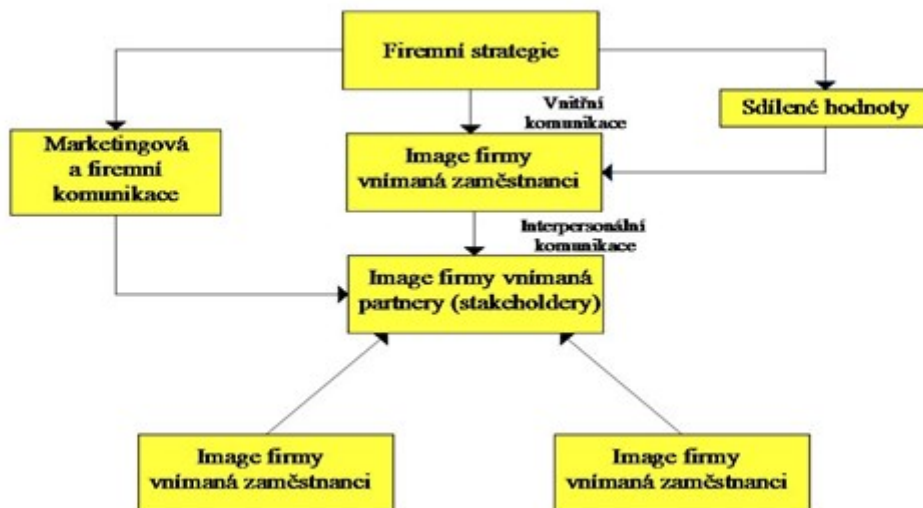 Firemní strategie
Vnitřní
komunikace
Sdílené hodnoty
Marketingová
a firemní
komunikace
Image firmy
vnímaná zaměstnanci
Interpersonální
komunikace
Image firmy vnímaná
partnery (stakeholdery)
Image firmy
vnímaná zaměstnanci
Image firmy
vnímaná zaměstnanci